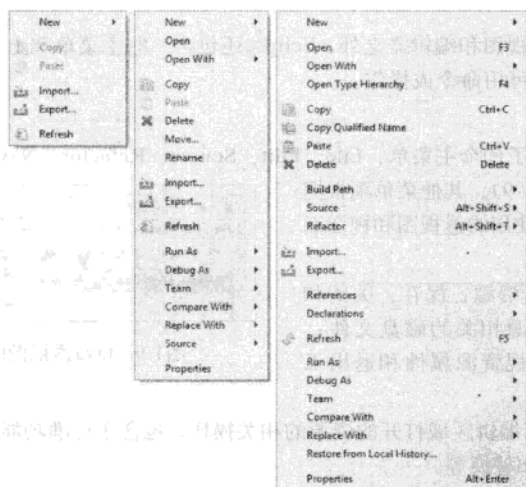 New
Copy
Paste
Import...
Export...
Refresh
New
Open
Open With
Copy
Paste
Delete
Move...
Rename
Import...
Export...
Refresh
Run As
Debug As
Team
Compare With
Replace With
Source
Properties
New
Open F3
Open With
Open Type Hierarchy F4
Copy Ctrl+C
Copy Qualified Name
Paste Ctrl+V
Delete Delete
Build Path
Source Alt+Shift+S
Refactor Alt+Shift+T
Import...
Export...
References
Declarations
Refresh F5
Run As
Debug As
Team
Compare With
Replace With
Restore from Local History...
Properties Alt+Enter